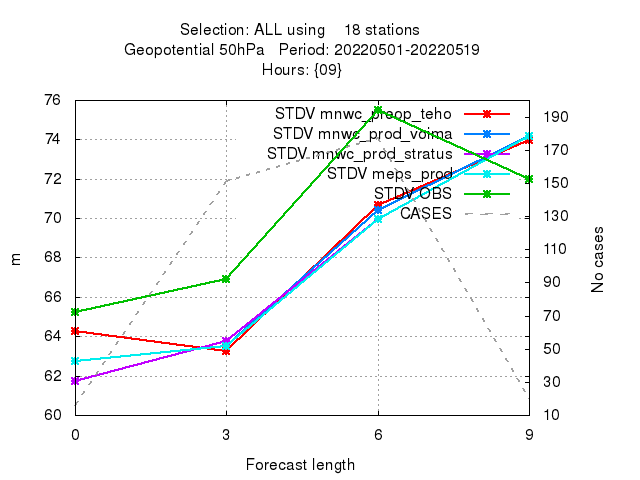 Selection: ALL using 18 stations
Geopotential 50hPa Period: 20220501-20220519
Hours: {09}
STDV mnwc_preop_teho
STDV mnwc_prod_voima
STDV mnwc_prod_stratus
STDV meps_prod
STDV OBS
CASES
76
74
72
70
68
66
64
62
60
m
190
170
150
130
110
90
70
50
30
10
No cases
0 3 6 9
Forecast length